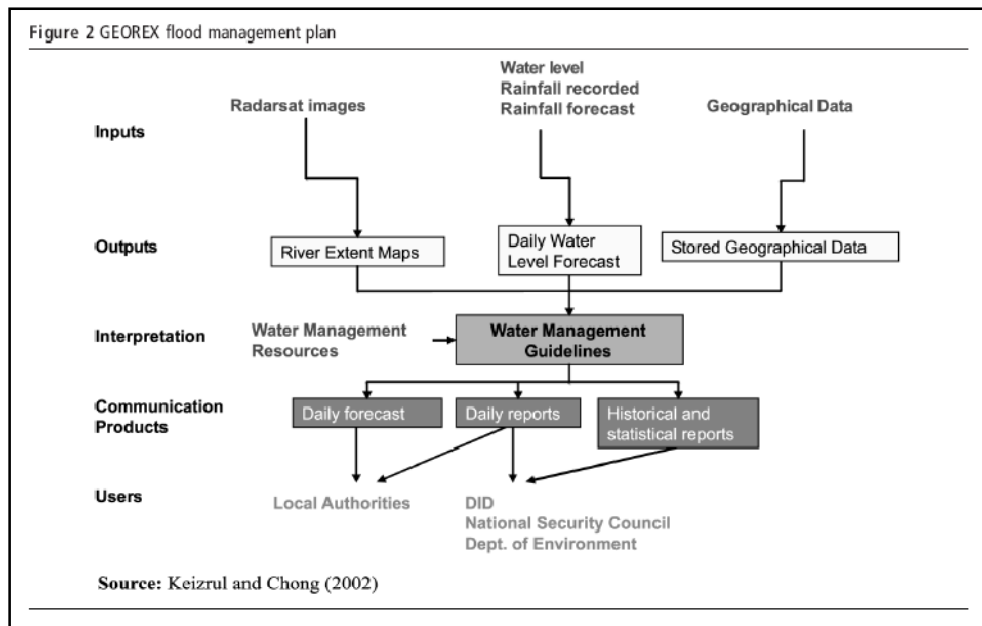 Figure 2 GEOREX flood management plan
Water level
Rainfall recorded
Rainfall forecast
Radarsat images
Geographical Data
Inputs
Outputs
River Extent Maps
Daily Water
Level Forecast
Stored Geographical Data
Interpretation
Water Management
Resources
Water Management
Guidelines
Communication
Products
Daily forecast
Daily reports
Historical and
statistical reports
Users
Local Authorities
DID
National Security Council
Dept. of Environment
Source: Keizrul and Chong (2002)